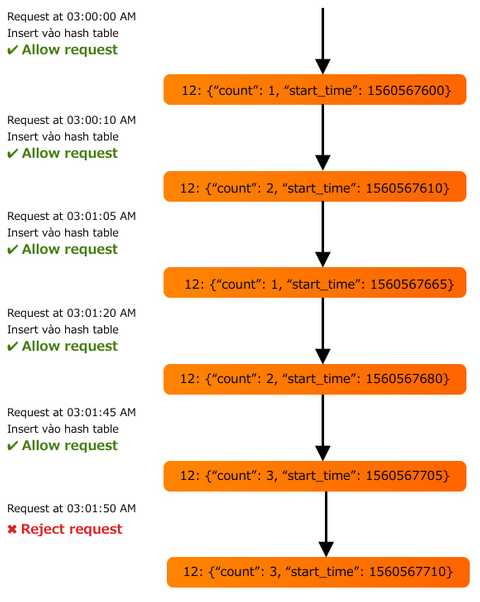 Request at 03:00:00 AM
Insert vào hash table
✔ Allow request
12: {“count”: 1, “start_time”: 1560567600}
Request at 03:00:10 AM
Insert vào hash table
✔ Allow request
12: {“count”: 2, “start_time”: 1560567610}
Request at 03:01:05 AM
Insert vào hash table
✔ Allow request
12: {“count”: 1, “start_time”: 1560567665}
Request at 03:01:20 AM
Insert vào hash table
✔ Allow request
12: {“count”: 2, “start_time”: 1560567680}
Request at 03:01:45 AM
Insert vào hash table
✔ Allow request
12: {“count”: 3, “start_time”: 1560567705}
Request at 03:01:50 AM
✖ Reject request
12: {“count”: 3, “start_time”: 1560567710}